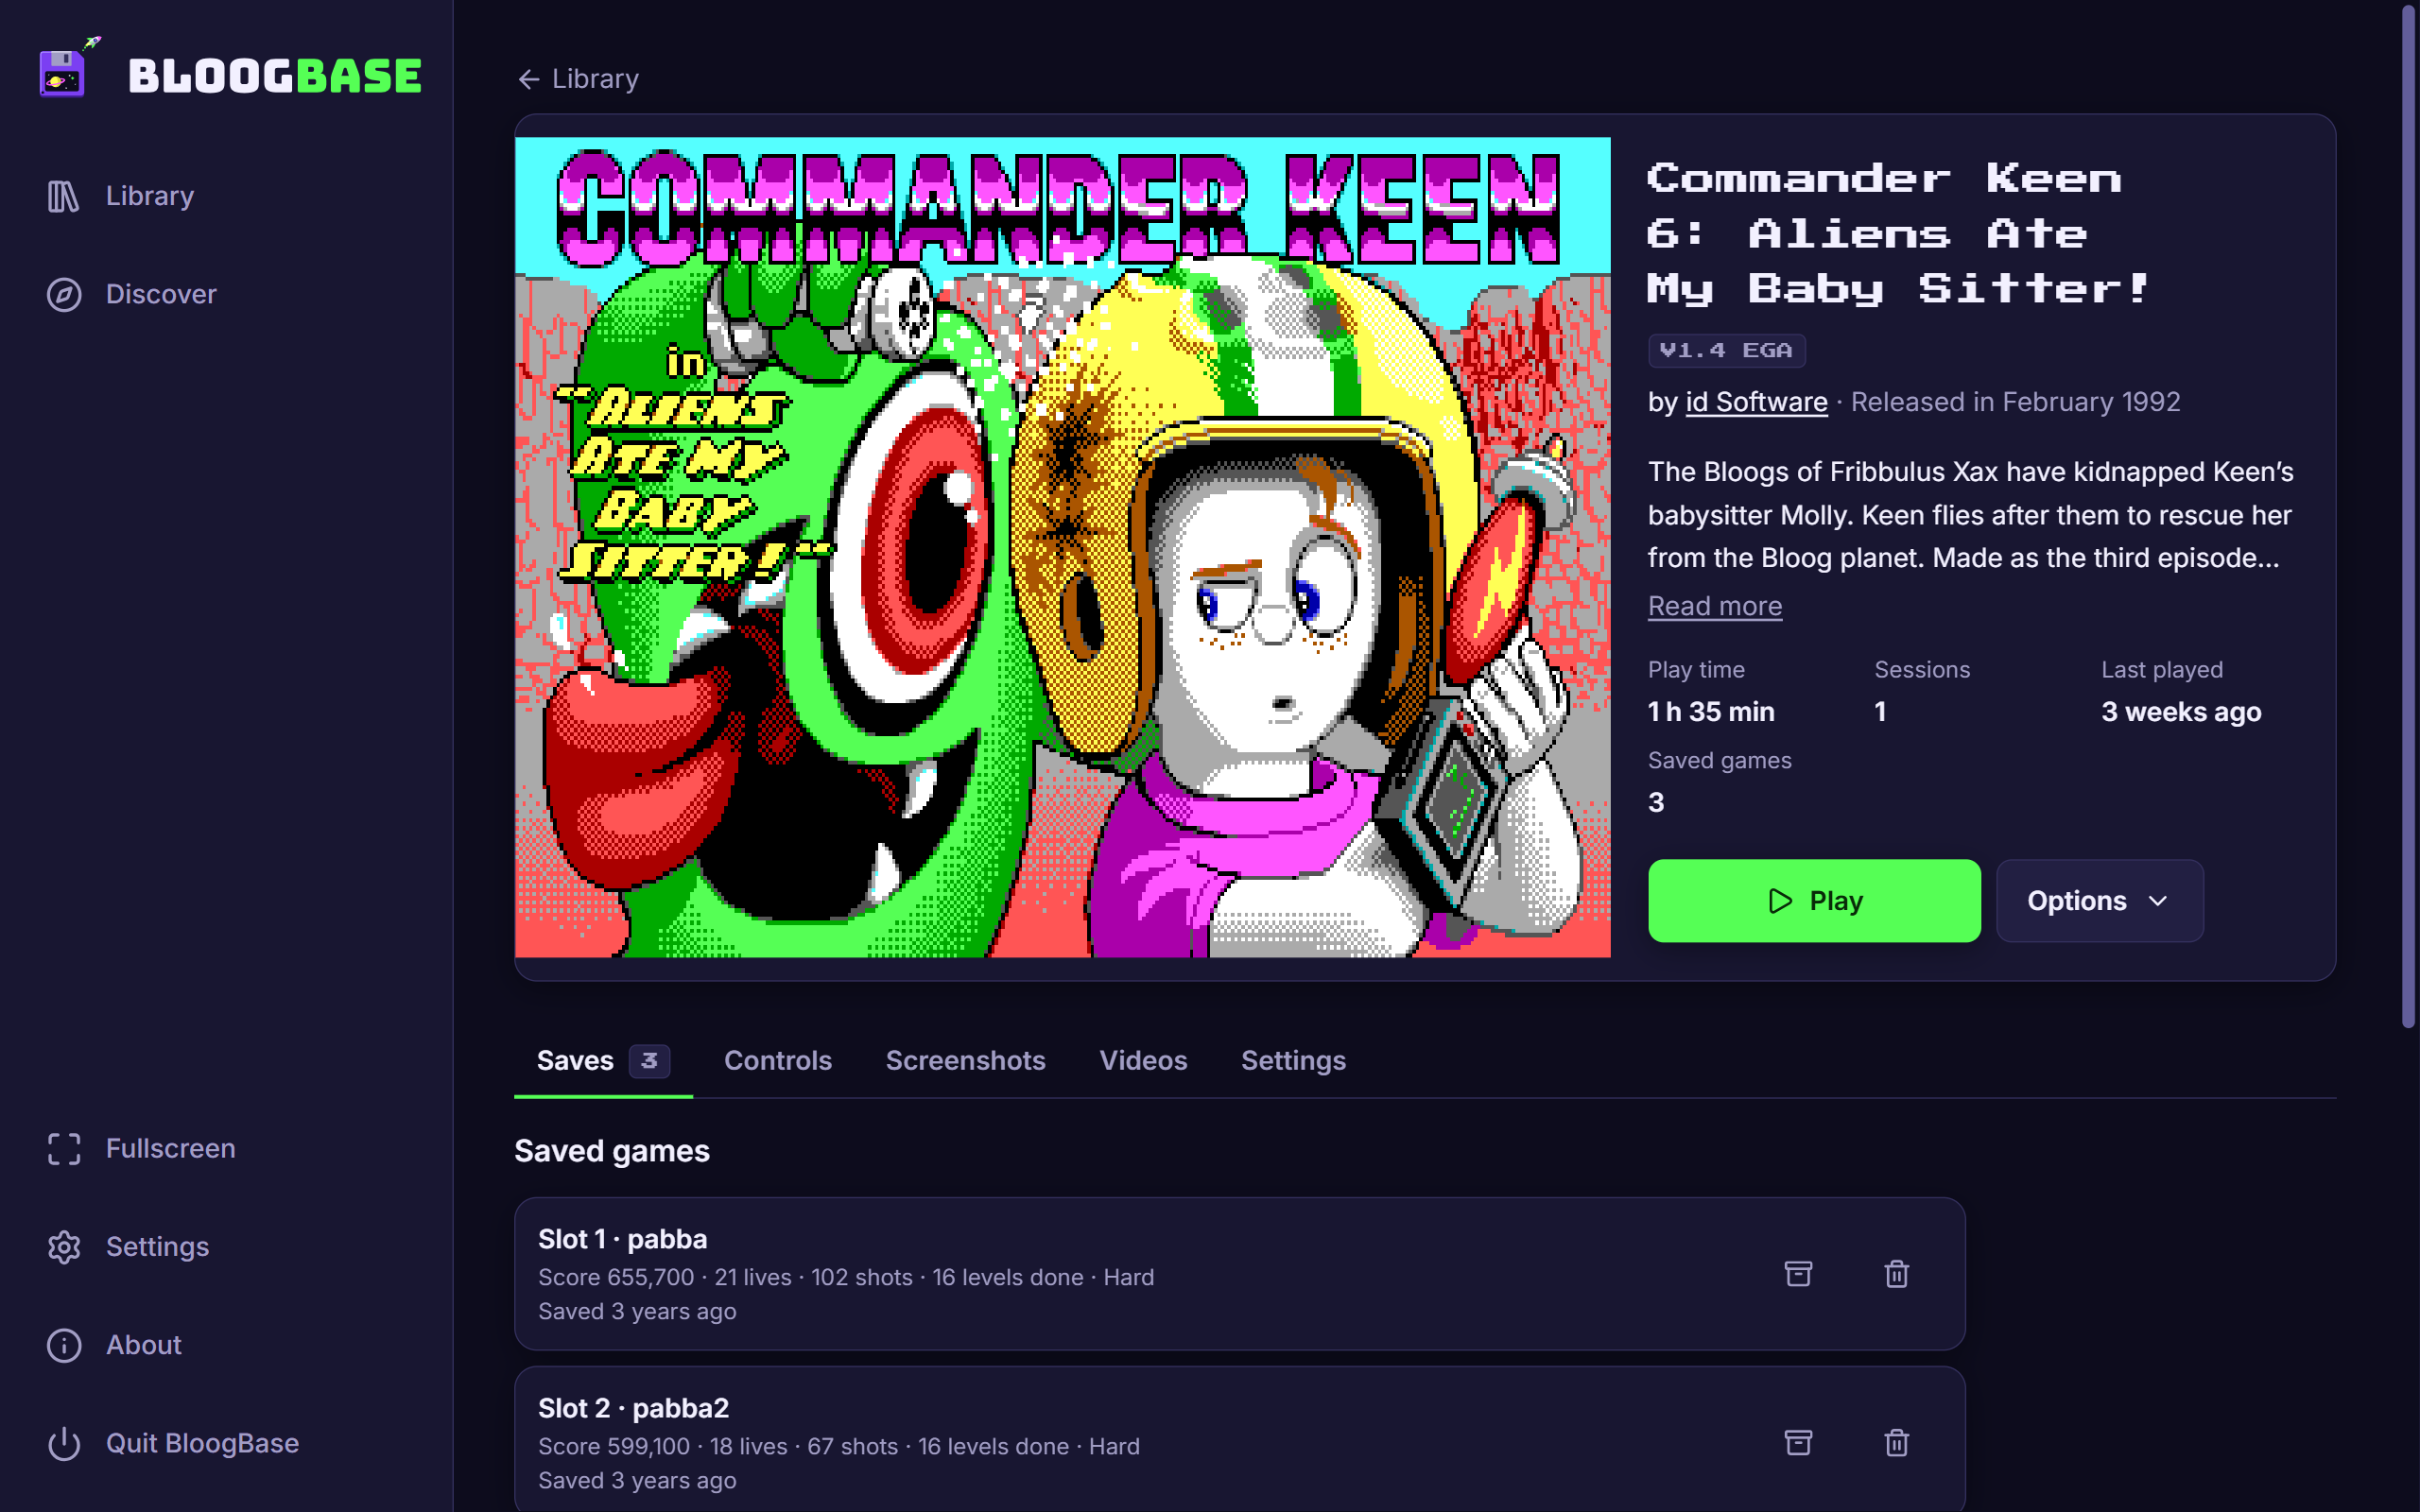 BLOOGBASE
Library
Discover
Fullscreen
Settings
About
Quit BloogBase
← Library
COMMANDER KEEN
in
"ALIENS
ATE MY
BABY
SITTER!"
Commander Keen
6: Aliens Ate
My Baby Sitter!
V1.4 EGA
by id Software · Released in February 1992
The Bloogs of Fribbulus Xax have kidnapped Keen’s
babysitter Molly. Keen flies after them to rescue her
from the Bloog planet. Made as the third episode…
Read more
Play time
1 h 35 min
Sessions
1
Last played
3 weeks ago
Saved games
3
Play
Options
Saves 3 Controls Screenshots Videos Settings
Saved games
Slot 1 · pabba
Score 655,700 · 21 lives · 102 shots · 16 levels done · Hard
Saved 3 years ago
Slot 2 · pabba2
Score 599,100 · 18 lives · 67 shots · 16 levels done · Hard
Saved 3 years ago